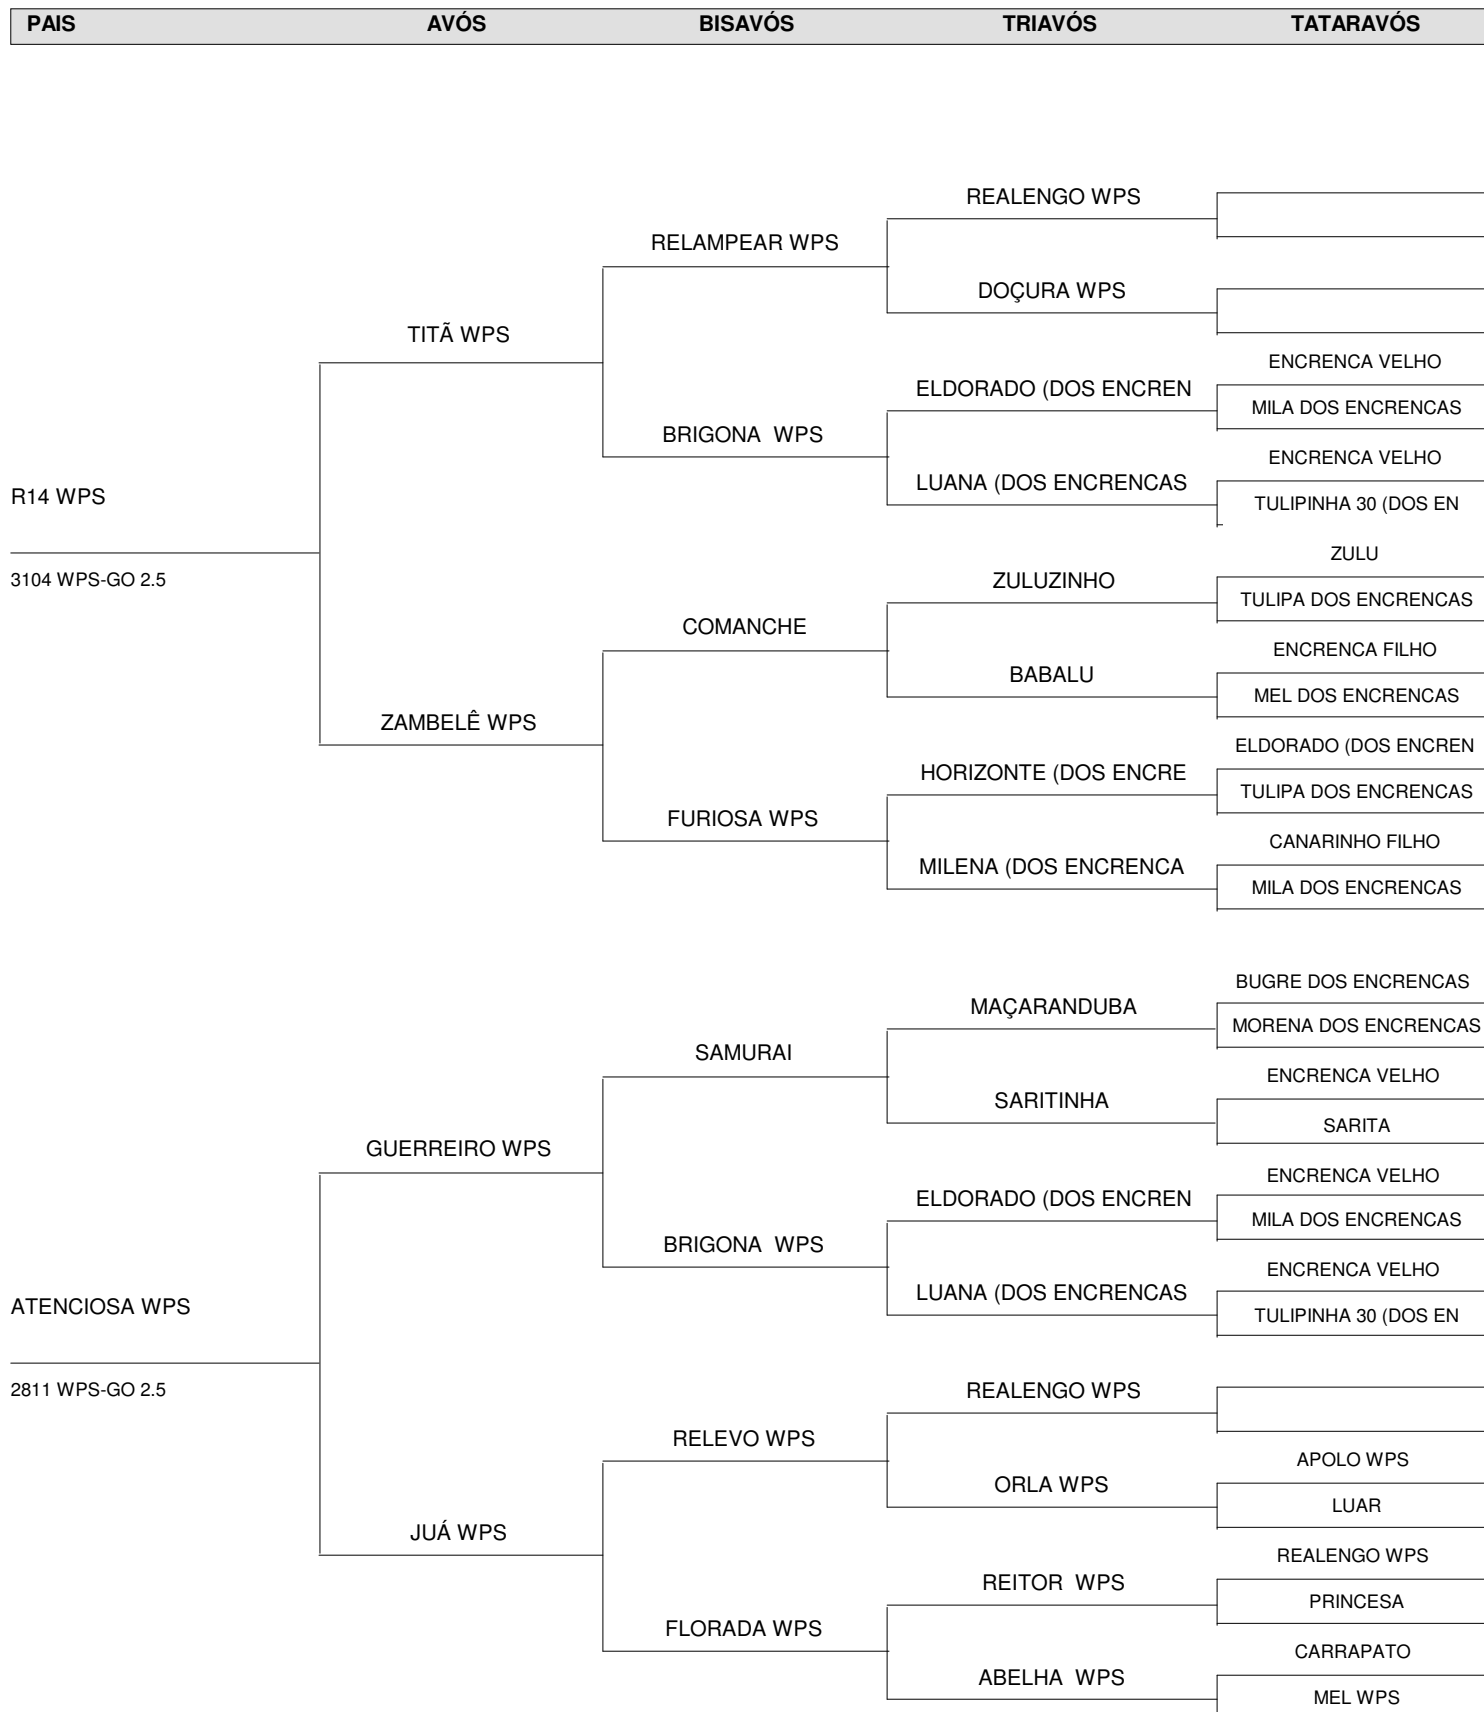 PAIS AVÓS BISAVÓS TRIAVÓS TATARAVÓS
REALENGO WPS
RELAMPEAR WPS
DOÇURA WPS
TITÃ WPS
ENCRENCA VELHO
ELDORADO (DOS ENCREN
MILA DOS ENCRENCAS
BRIGONA  WPS
ENCRENCA VELHO
LUANA (DOS ENCRENCAS
R14 WPS
TULIPINHA 30 (DOS EN
ZULU
3104 WPS-GO 2.5
ZULUZINHO
TULIPA DOS ENCRENCAS
COMANCHE
ENCRENCA FILHO
BABALU
MEL DOS ENCRENCAS
ZAMBELÊ WPS
ELDORADO (DOS ENCREN
HORIZONTE (DOS ENCRE
TULIPA DOS ENCRENCAS
FURIOSA WPS
CANARINHO FILHO
MILENA (DOS ENCRENCA
MILA DOS ENCRENCAS
BUGRE DOS ENCRENCAS
MAÇARANDUBA
MORENA DOS ENCRENCAS
SAMURAI
ENCRENCA VELHO
SARITINHA
SARITA
GUERREIRO WPS
ENCRENCA VELHO
ELDORADO (DOS ENCREN
MILA DOS ENCRENCAS
BRIGONA  WPS
ENCRENCA VELHO
LUANA (DOS ENCRENCAS
ATENCIOSA WPS
TULIPINHA 30 (DOS EN
2811 WPS-GO 2.5
REALENGO WPS
RELEVO WPS
APOLO WPS
ORLA WPS
LUAR
JUÁ WPS
REALENGO WPS
REITOR  WPS
PRINCESA
FLORADA WPS
CARRAPATO
ABELHA  WPS
MEL WPS